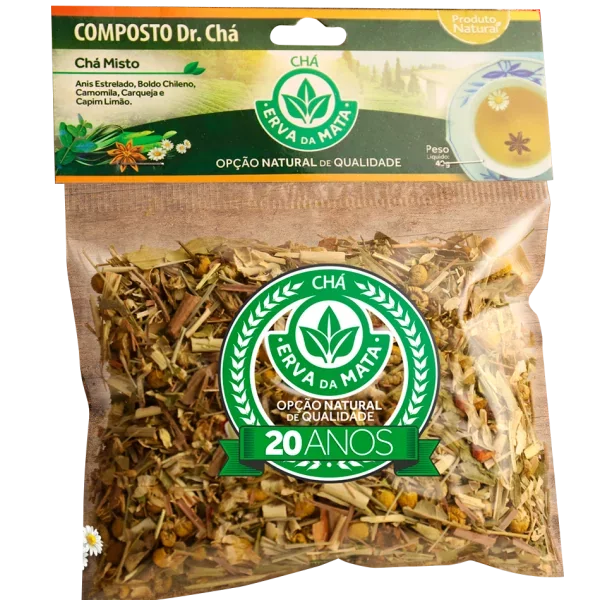 COMPOSTO Dr. Chá
Chá Misto
Anis Estrelado, Boldo Chileno,
Camomila, Carqueja e
Capim Limão.
CHÁ
ERVA DA MATA
OPÇÃO NATURAL DE QUALIDADE
Produto
Natural
Peso
Líquido:
40g
CHÁ
ERVA DA MATA
OPÇÃO NATURAL
DE QUALIDADE
20 ANOS